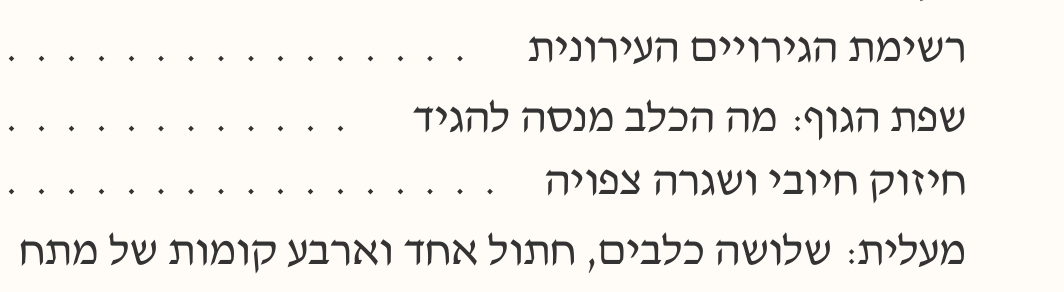 רשימת הגירויים העירונית . . . . . . . . . . . . . . . .
שפת הגוף: מה הכלב מנסה להגיד . . . . . . . . . . . .
חיזוק חיובי ושגרה צפויה . . . . . . . . . . . . . . . . .
מעלית: שלושה כלבים, חתול אחד וארבע קומות של מתח